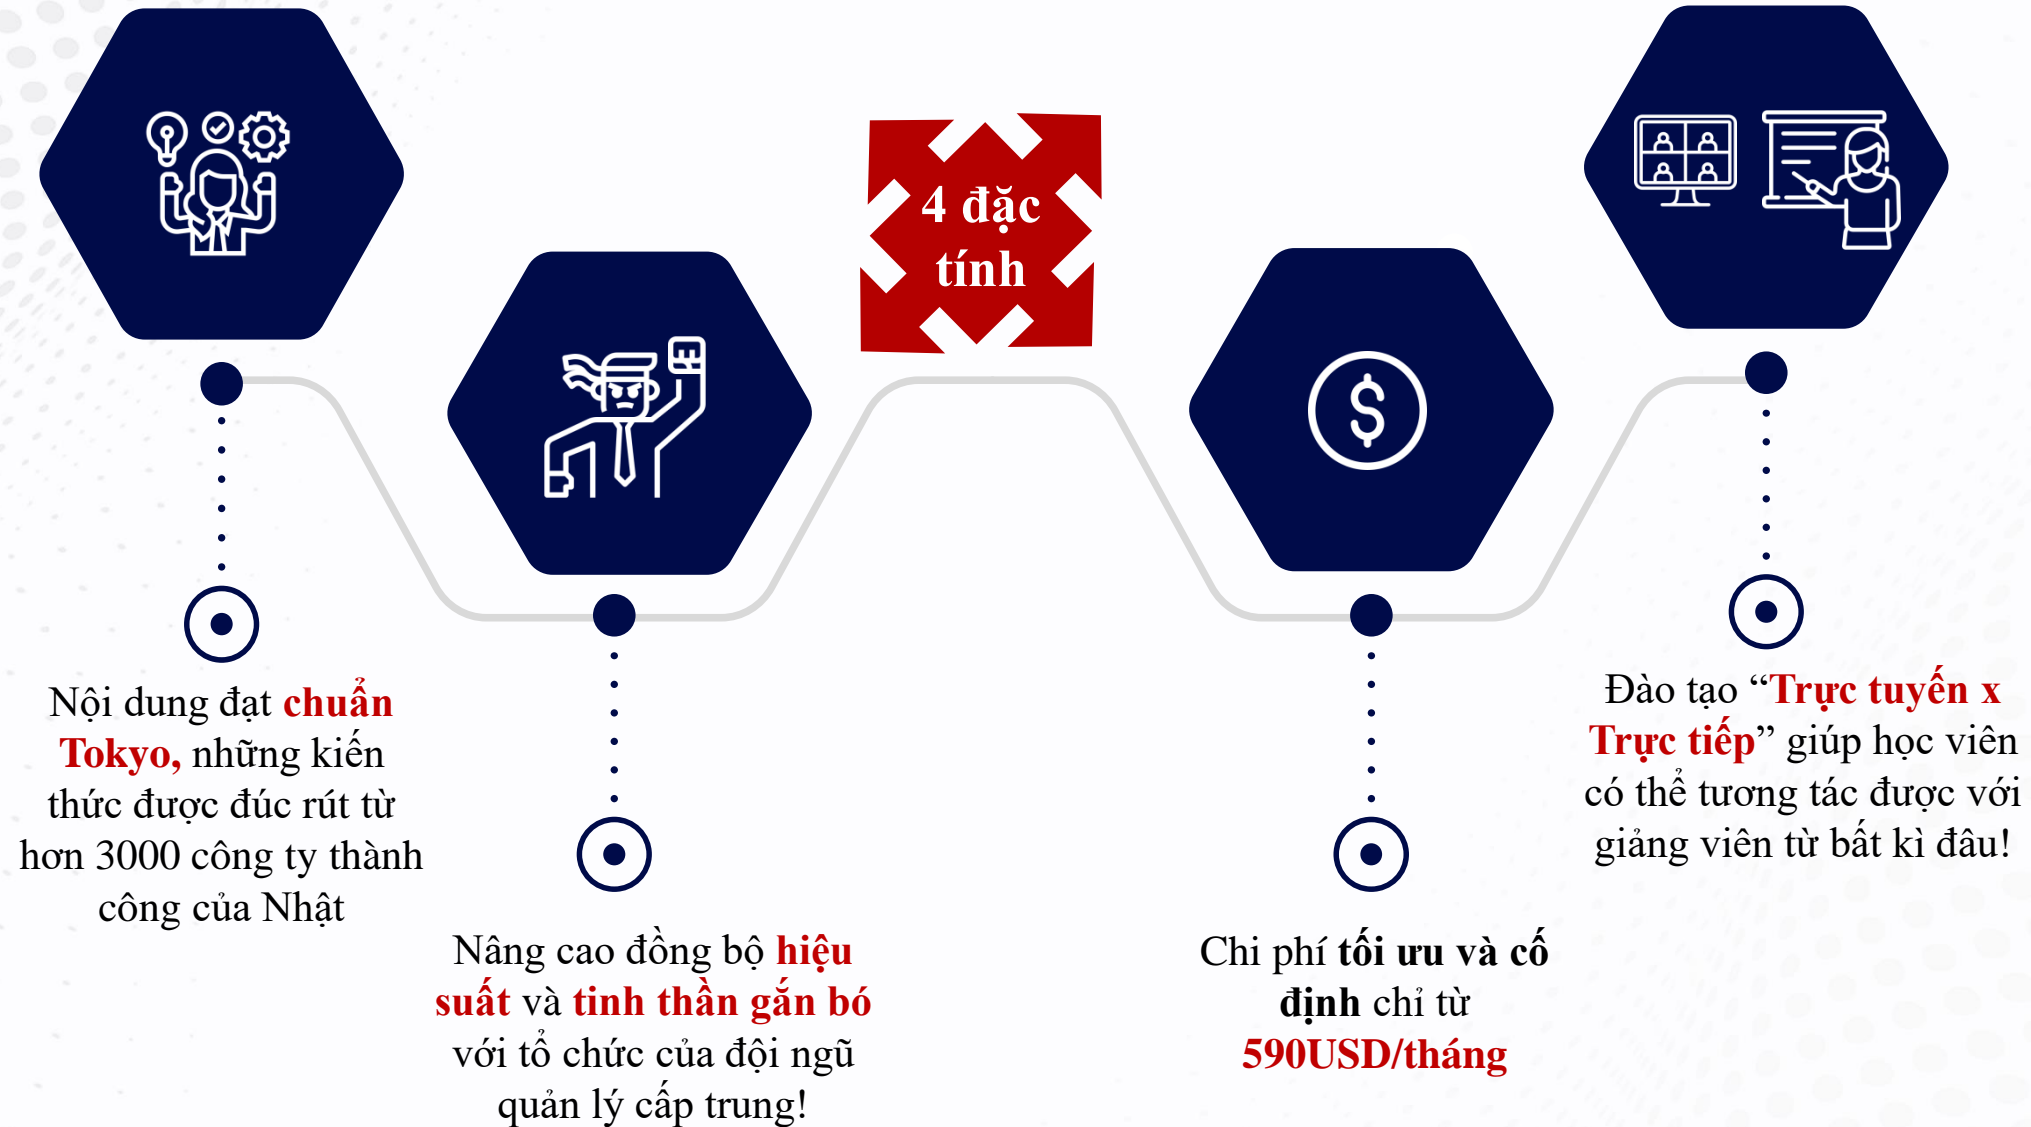 4 đặc
tính
Nội dung đạt chuẩn
Tokyo, những kiến
thức được đúc rút từ
hơn 3000 công ty thành
công của Nhật
Nâng cao đồng bộ hiệu
suất và tinh thần gắn bó
với tổ chức của đội ngũ
quản lý cấp trung!
Chi phí tối ưu và cố
định chỉ từ
590USD/tháng
Đào tạo “Trực tuyến x
Trực tiếp” giúp học viên
có thể tương tác được với
giảng viên từ bất kì đâu!